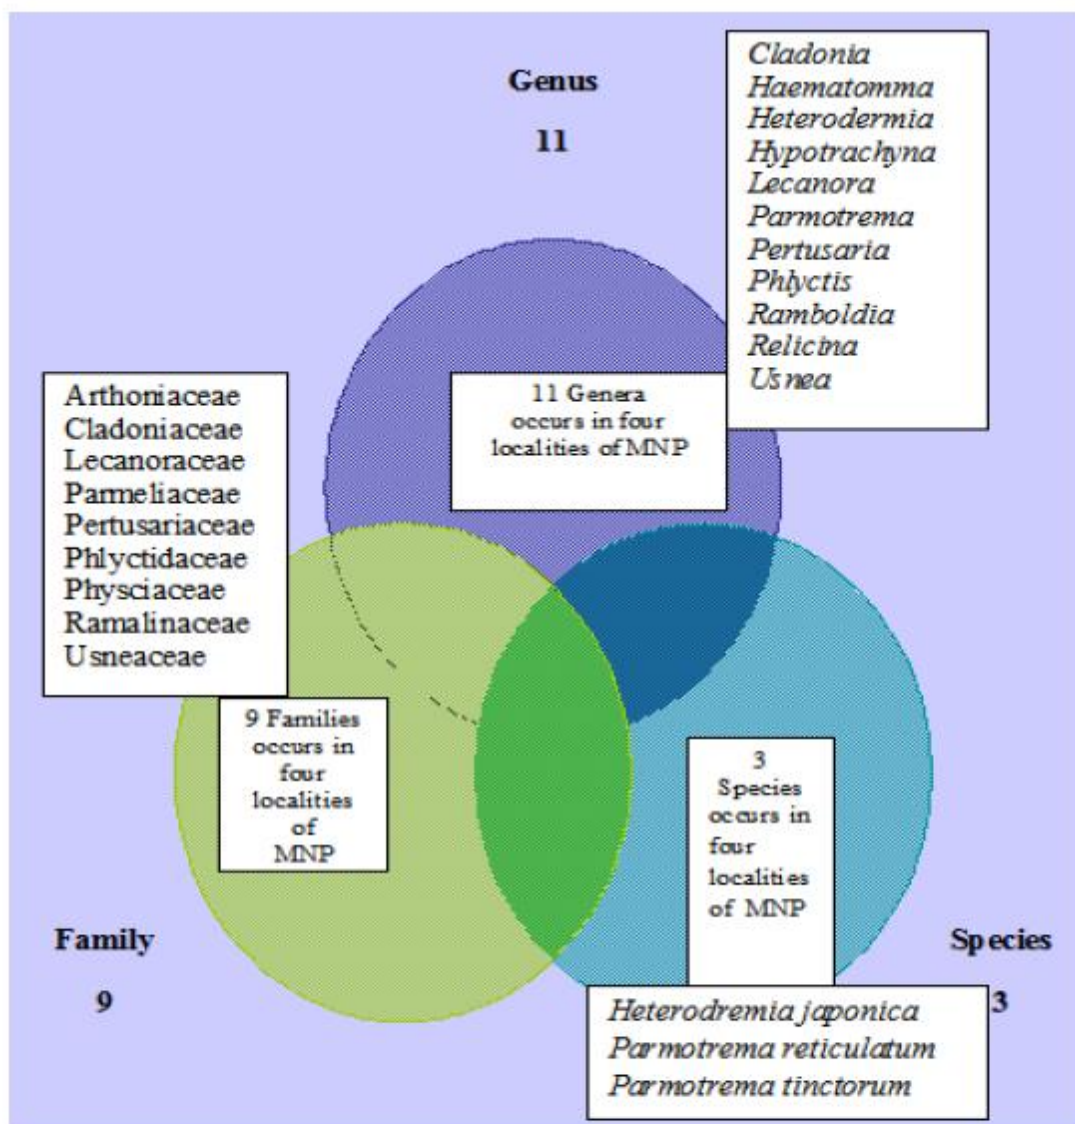 Genus
11
Cladonia
Haematomma
Heterodermia
Hypotrachyna
Lecanora
Parmotrema
Pertusaria
Phlyctis
Ramboldia
Relicina
Usnea
11 Genera
occurs in four
localities of MNP
Arthoniaceae
Cladoniaceae
Lecanoraceae
Parmeliaceae
Pertusariaceae
Phlyctidaceae
Physciaceae
Ramalinaceae
Usneaceae
9 Families
occurs in
four
localities
of
MNP
3
Species
occurs in
four
localities
of MNP
Family
9
Species
3
Heterodremia japonica
Parmotrema reticulatum
Parmotrema tinctorum